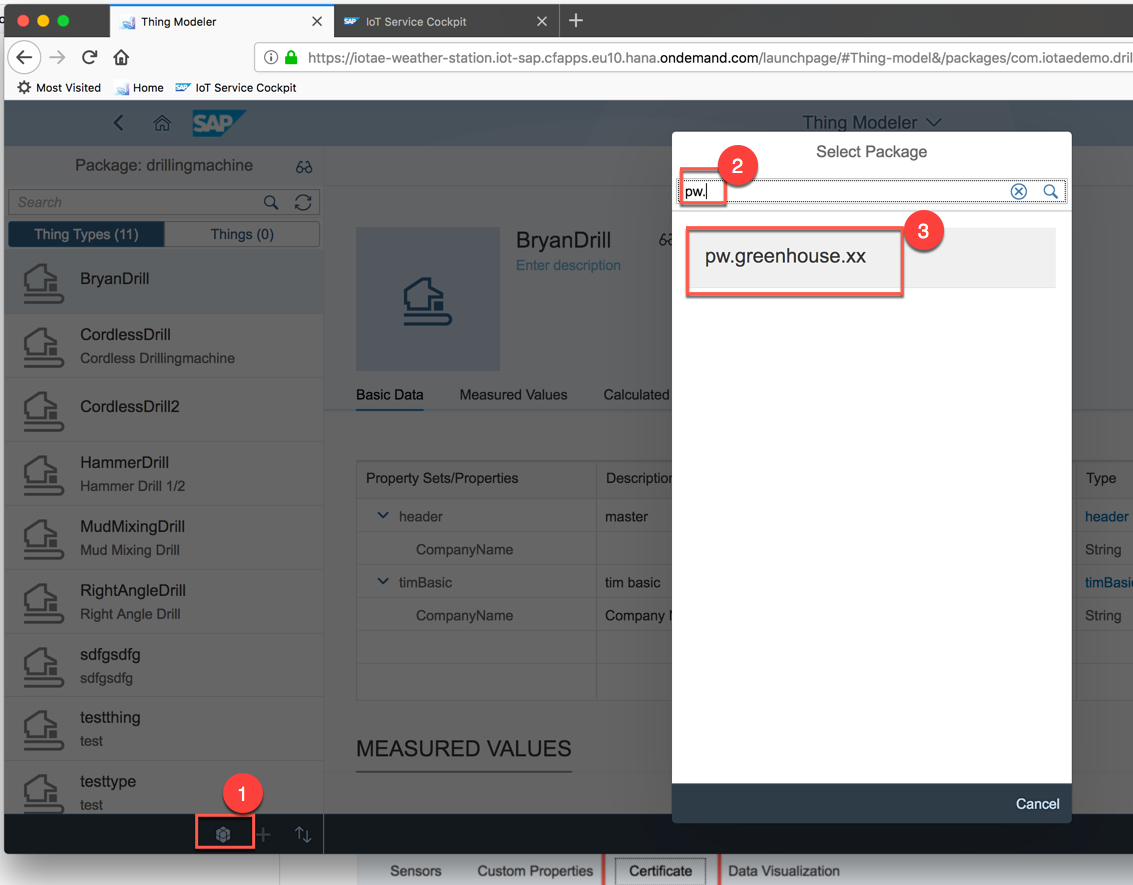 Thing Modeler
IoT Service Cockpit
https://iotae-weather-station.iot-sap.cfapps.eu10.hana.ondemand.com/launchpage/#Thing-model&/packages/com.iotaedemo.dril
Most Visited
Home
IoT Service Cockpit
SAP
Thing Modeler
Package: drillingmachine
Search
Thing Types (11)
Things (0)
BryanDrill
CordlessDrill
Cordless Drillingmachine
CordlessDrill2
HammerDrill
Hammer Drill 1/2
MudMixingDrill
Mud Mixing Drill
RightAngleDrill
Right Angle Drill
sdfgsdfg
sdfgsdfg
testthing
test
testtype
test
1
BryanDrill
Enter description
Basic Data
Measured Values
Calculated
Property Sets/Properties
Description
Type
header
master
header
CompanyName
String
timBasic
tim basic
timBasi
CompanyName
Company
String
MEASURED VALUES
Select Package
2
pw.
3
pw.greenhouse.xx
Cancel
Sensors
Custom Properties
Certificate
Data Visualization